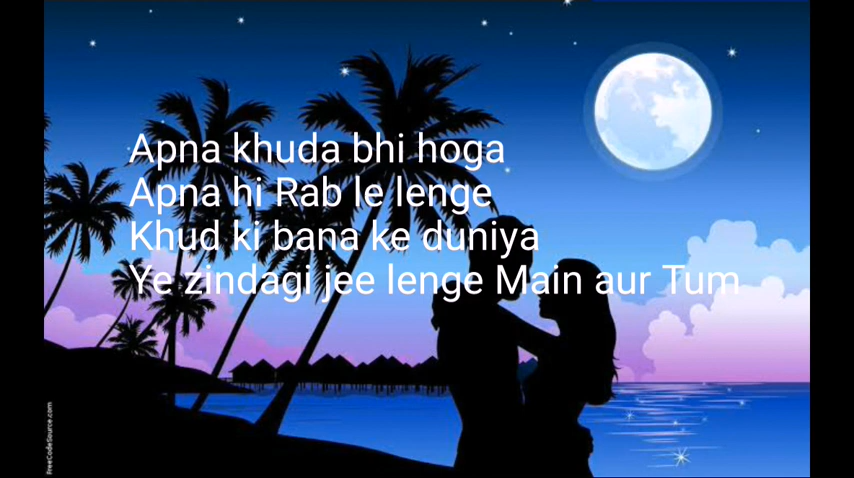 Apna khuda bhi hoga
Apna hi Rab le lenge
Khud ki bana ke duniya
Ye zindagi jee lenge Main aur Tum
FreeCodeSource.com